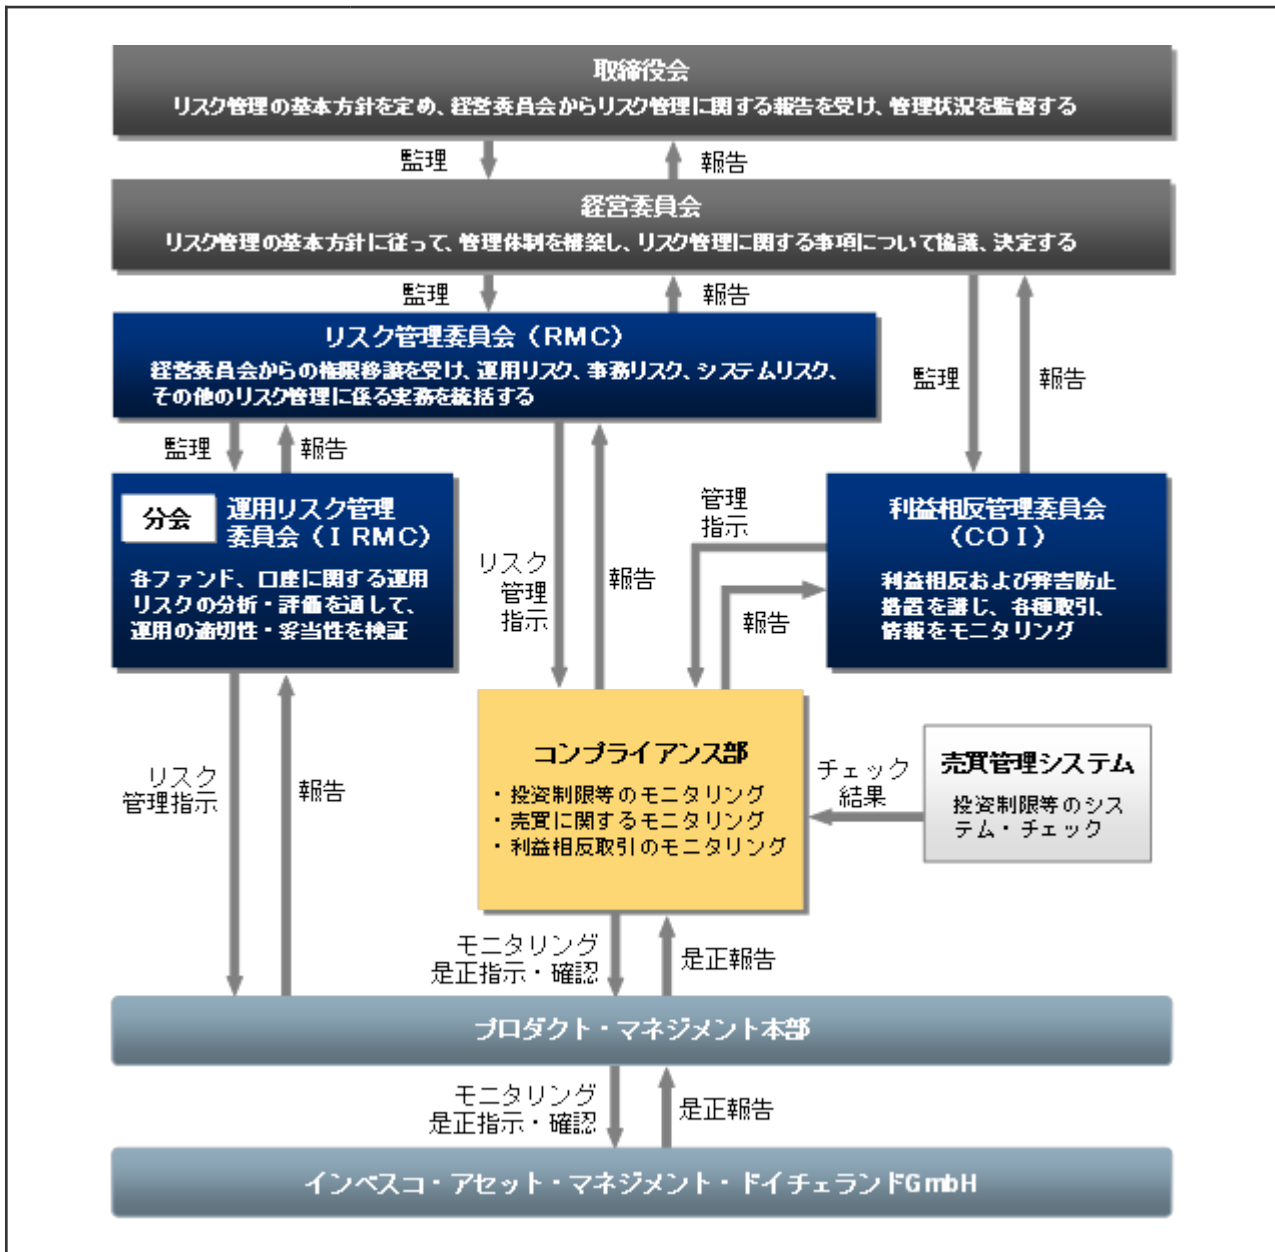 取締役会
リスク管理の基本方針を定め、経営委員会からリスク管理に関する報告を受け、管理状況を監督する
監理
報告
経営委員会
リスク管理の基本方針に従って、管理体制を構築し、リスク管理に関する事項について協議、決定する
監理
報告
リスク管理委員会（RMC）
経営委員会からの権限移譲を受け、運用リスク、事務リスク、システムリスク、
その他のリスク管理に係る実務を統括する
監理
報告
監理
報告
分会
運用リスク管理
委員会（ＩRMC）
各ファンド、口座に関する運用
リスクの分析・評価を通して、
運用の適切性・妥当性を検証
リスク
管理
指示
報告
管理
指示
報告
利益相反管理委員会
（COI）
利益相反および弊害防止
措置を講じ、各種取引、
情報をモニタリング
リスク
管理指示
報告
コンプライアンス部
・投資制限等のモニタリング
・売買に関するモニタリング
・利益相反取引のモニタリング
チェック
結果
売買管理システム
投資制限等のシス
テム・チェック
モニタリング
是正指示・確認
是正報告
プロダクト・マネジメント本部
モニタリング
是正指示・確認
是正報告
インベスコ・アセット・マネジメント・ドイチェランドGmbH